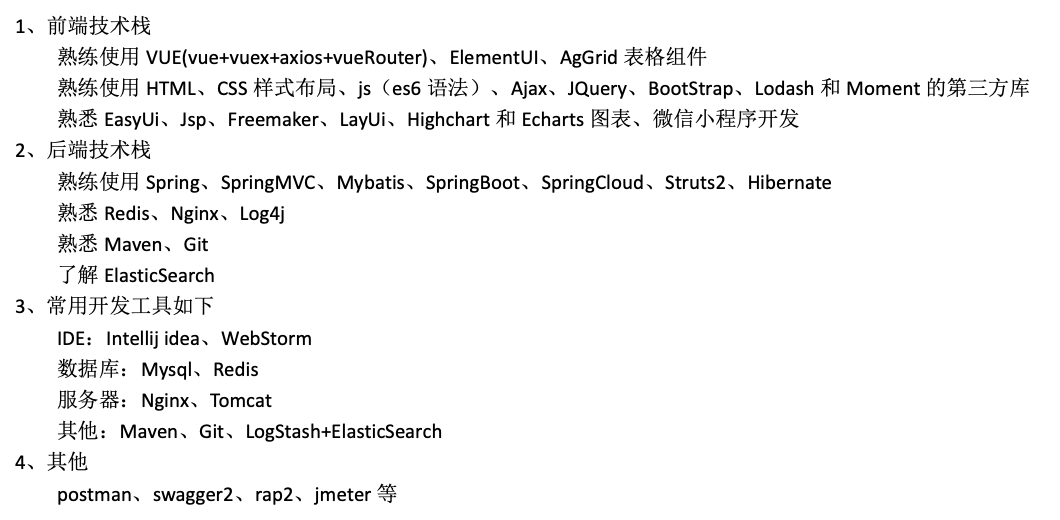 1、前端技术栈
熟练使用 VUE(vue+vuex+axios+vueRouter)、ElementUI、AgGrid 表格组件
熟练使用 HTML、CSS 样式布局、js（es6 语法）、Ajax、JQuery、BootStrap、Lodash 和 Moment 的第三方库
熟悉 EasyUi、Jsp、Freemaker、LayUi、Highchart 和 Echarts 图表、微信小程序开发
2、后端技术栈
熟练使用 Spring、SpringMVC、Mybatis、SpringBoot、SpringCloud、Struts2、Hibernate
熟悉 Redis、Nginx、Log4j
熟悉 Maven、Git
了解 ElasticSearch
3、常用开发工具如下
IDE：Intellij idea、WebStorm
数据库：Mysql、Redis
服务器：Nginx、Tomcat
其他：Maven、Git、LogStash+ElasticSearch
4、其他
postman、swagger2、rap2、jmeter 等